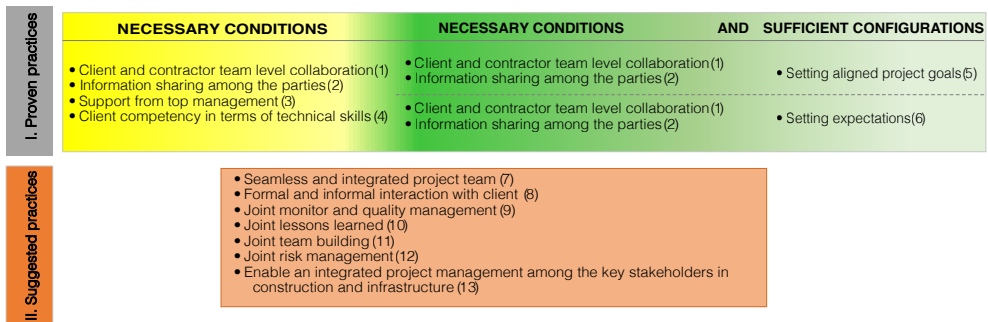 I. Proven practices
NECESSARY CONDITIONS
• Client and contractor team level collaboration(1)
• Information sharing among the parties(2)
• Support from top management (3)
• Client competency in terms of technical skills (4)
NECESSARY CONDITIONS AND SUFFICIENT CONFIGURATIONS
• Client and contractor team level collaboration(1)
• Information sharing among the parties(2)
• Setting aligned project goals(5)
• Client and contractor team level collaboration(1)
• Information sharing among the parties(2)
• Setting expectations(6)
II. Suggested practices
• Seamless and integrated project team (7)
• Formal and informal interaction with client (8)
• Joint monitor and quality management (9)
• Joint lessons learned (10)
• Joint team building (11)
• Joint risk management (12)
• Enable an integrated project management among the key stakeholders in
construction and infrastructure (13)